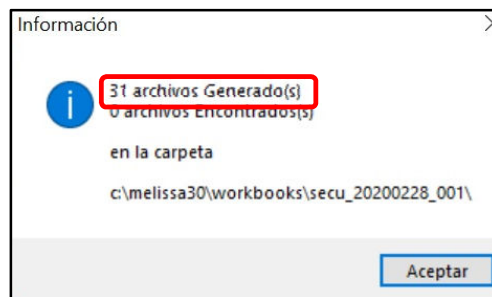 Información
31 archivos Generado(s)
0 archivos Encontrados(s)
en la carpeta
c:\melissa30\workbooks\secu_20200228_001\
Aceptar